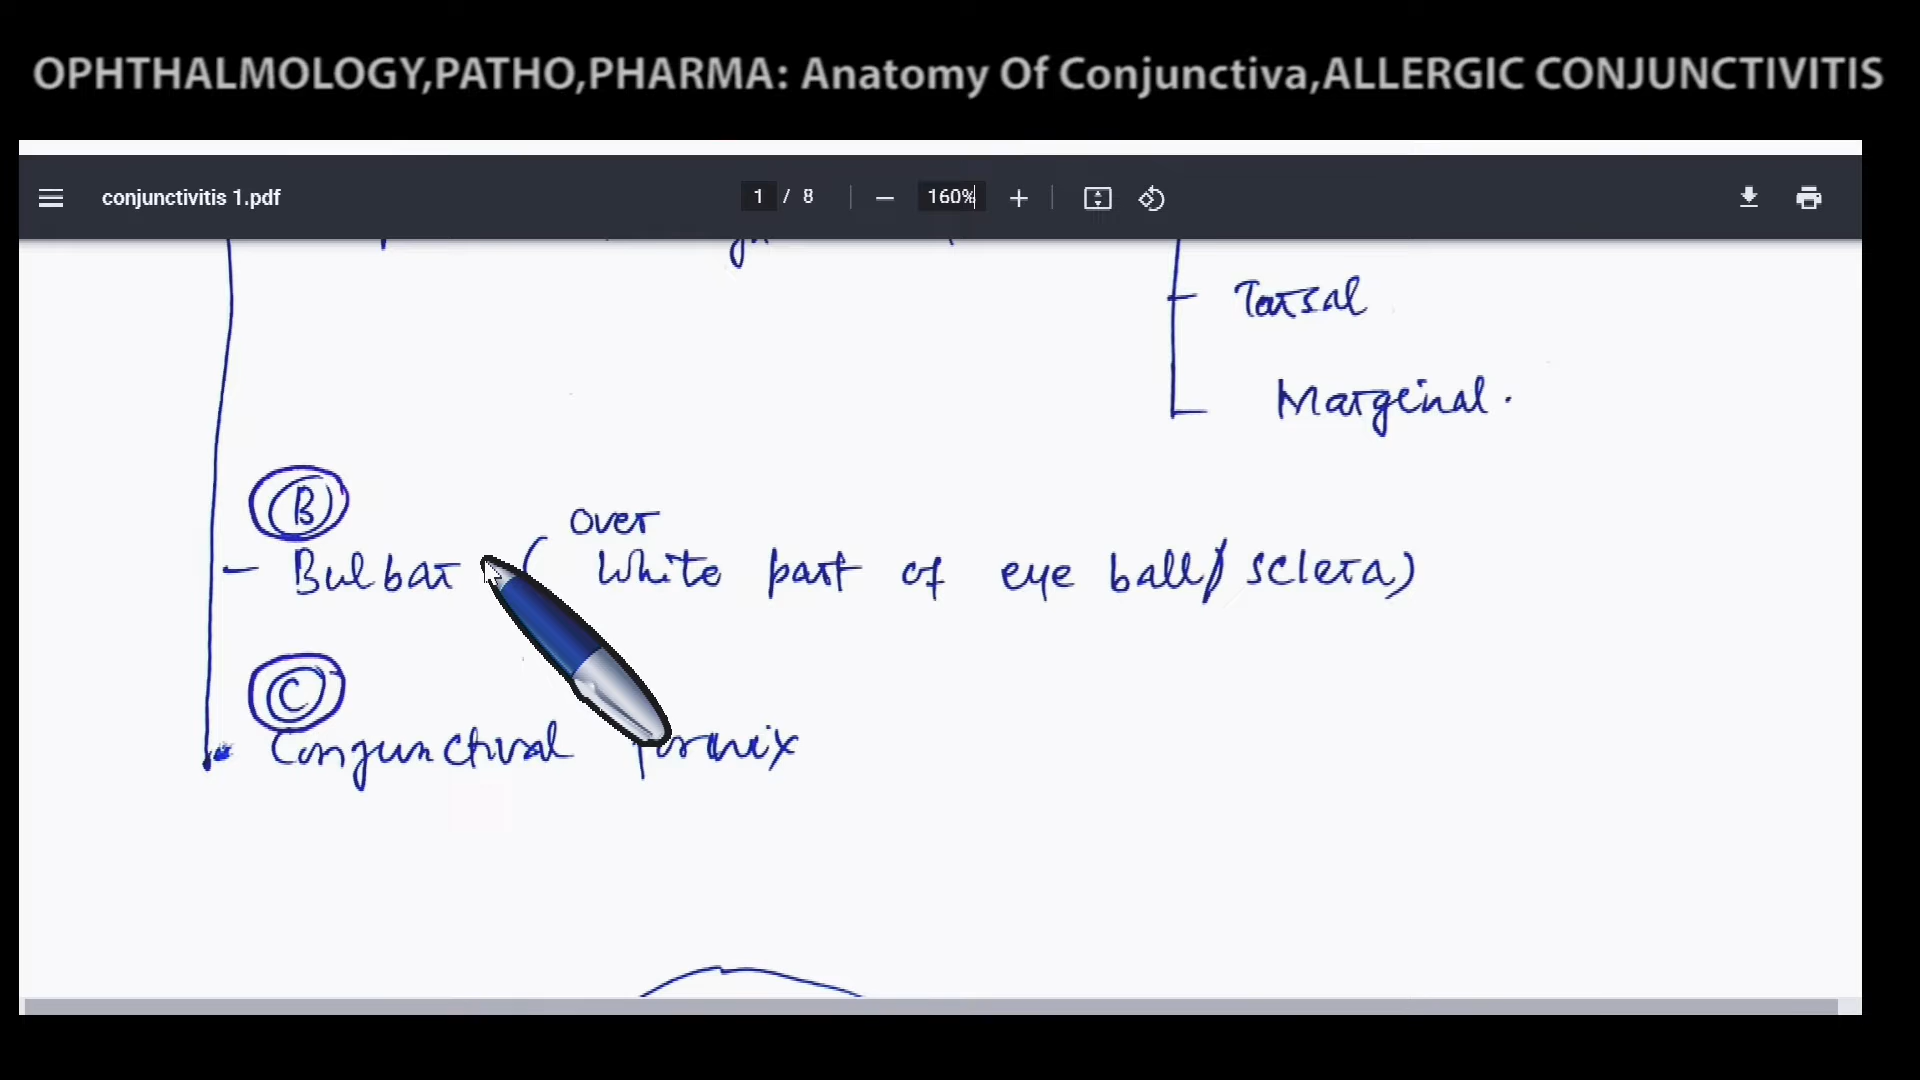 OPHTHALMOLOGY,PATHO,PHARMA: Anatomy Of Conjunctiva,ALLERGIC CONJUNCTIVITIS
conjunctivitis 1.pdf
1 / 8
160%
Tarsal
Marginal.
B
Over
- Bulbar ( White part of eye ball / sclera)
C
Conjunctival fornix